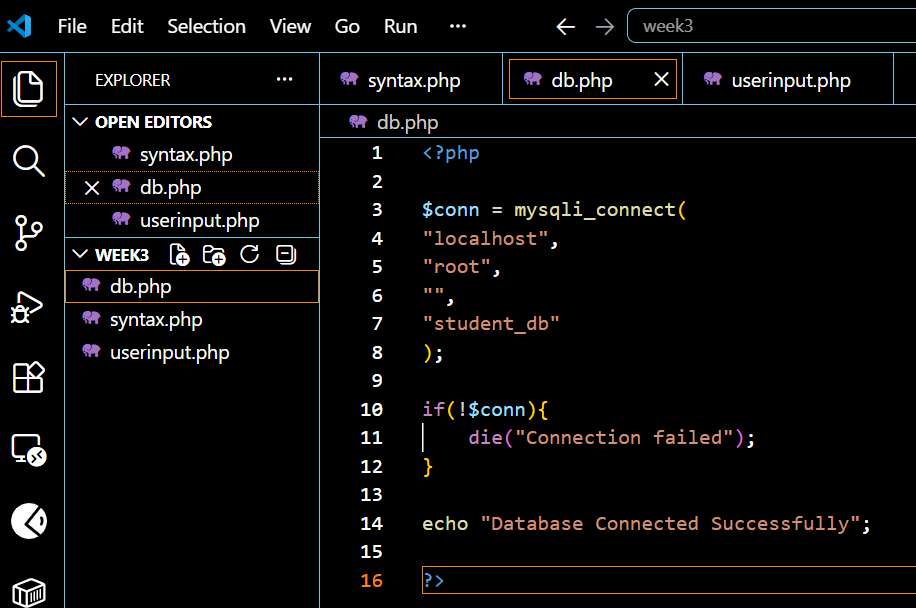 File Edit Selection View Go Run ··· ← → week3
EXPLORER ···
OPEN EDITORS
syntax.php
db.php
userinput.php
WEEK3
db.php
syntax.php
userinput.php
syntax.php db.php userinput.php
db.php
1 <?php
2
3 $conn = mysqli_connect(
4 "localhost",
5 "root",
6 "",
7 "student_db"
8 );
9
10 if(!$conn){
11     die("Connection failed");
12 }
13
14 echo "Database Connected Successfully";
15
16 ?>